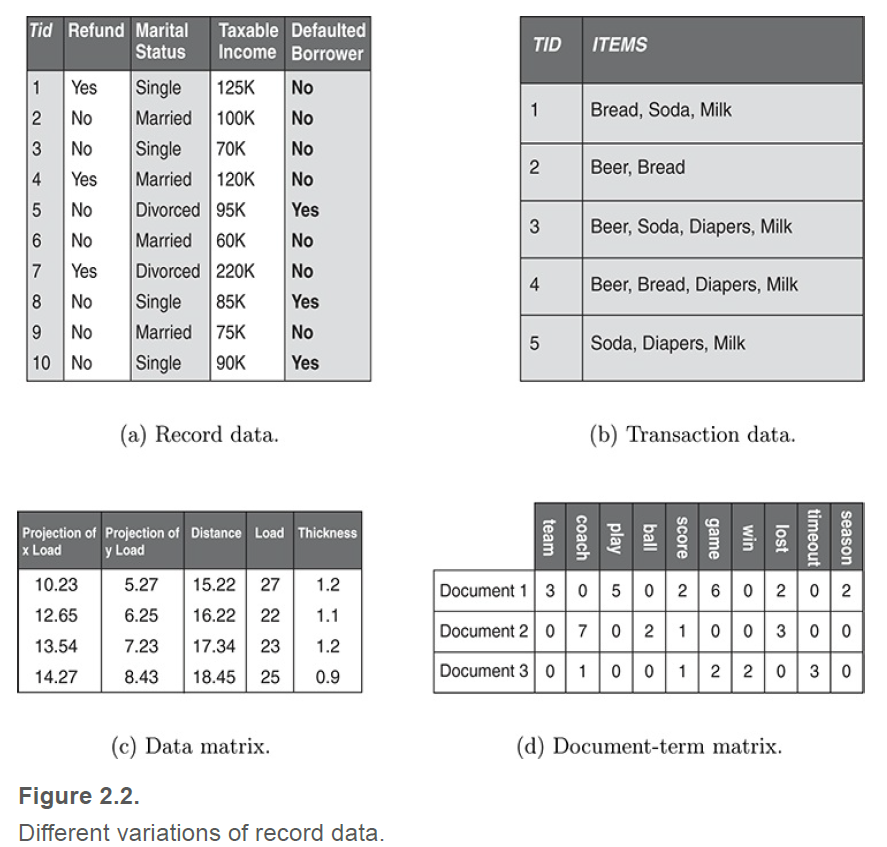 Tid Refund Marital Status Taxable Income Defaulted Borrower
1 Yes Single 125K No
2 No Married 100K No
3 No Single 70K No
4 Yes Married 120K No
5 No Divorced 95K Yes
6 No Married 60K No
7 Yes Divorced 220K No
8 No Single 85K Yes
9 No Married 75K No
10 No Single 90K Yes
(a) Record data.
TID ITEMS
1 Bread, Soda, Milk
2 Beer, Bread
3 Beer, Soda, Diapers, Milk
4 Beer, Bread, Diapers, Milk
5 Soda, Diapers, Milk
(b) Transaction data.
Projection of x Load Projection of y Load Distance Load Thickness
10.23 5.27 15.22 27 1.2
12.65 6.25 16.22 22 1.1
13.54 7.23 17.34 23 1.2
14.27 8.43 18.45 25 0.9
(c) Data matrix.
team coach play ball score game win lost timeout season
Document 1 3 0 5 0 2 6 0 2 0 2
Document 2 0 7 0 2 1 0 0 3 0 0
Document 3 0 1 0 0 1 2 2 0 3 0
(d) Document-term matrix.
Figure 2.2.
Different variations of record data.